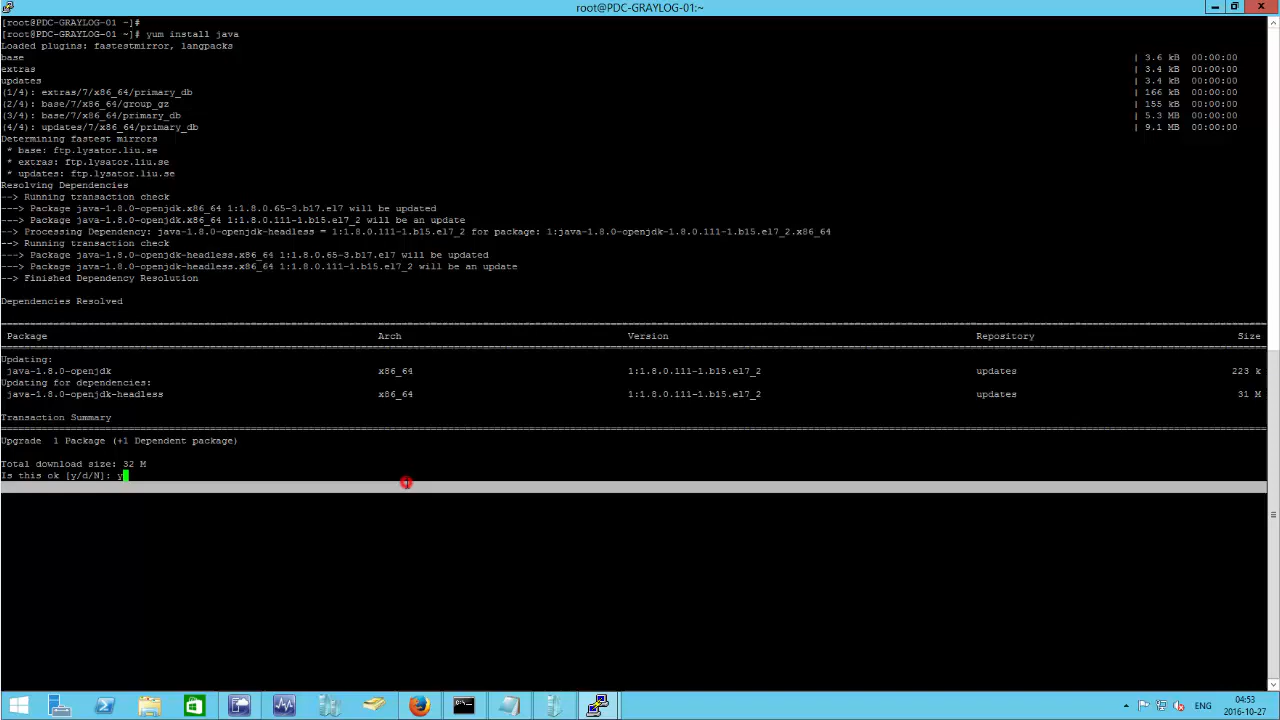 root@PDC-GRAYLOG-01:~
[root@PDC-GRAYLOG-01 ~]#
[root@PDC-GRAYLOG-01 ~]# yum install java
Loaded plugins: fastestmirror, langpacks
base | 3.6 kB 00:00:00
extras | 3.4 kB 00:00:00
updates | 3.4 kB 00:00:00
(1/4): extras/7/x86_64/primary_db | 166 kB 00:00:00
(2/4): base/7/x86_64/group_gz | 155 kB 00:00:00
(3/4): base/7/x86_64/primary_db | 5.3 MB 00:00:00
(4/4): updates/7/x86_64/primary_db | 9.1 MB 00:00:00
Determining fastest mirrors
* base: ftp.lysator.liu.se
* extras: ftp.lysator.liu.se
* updates: ftp.lysator.liu.se
Resolving Dependencies
--> Running transaction check
---> Package java-1.8.0-openjdk.x86_64 1:1.8.0.65-3.b17.el7 will be updated
---> Package java-1.8.0-openjdk.x86_64 1:1.8.0.111-1.b15.el7_2 will be an update
--> Processing Dependency: java-1.8.0-openjdk-headless = 1:1.8.0.111-1.b15.el7_2 for package: 1:java-1.8.0-openjdk-1.8.0.111-1.b15.el7_2.x86_64
--> Running transaction check
---> Package java-1.8.0-openjdk-headless.x86_64 1:1.8.0.65-3.b17.el7 will be updated
---> Package java-1.8.0-openjdk-headless.x86_64 1:1.8.0.111-1.b15.el7_2 will be an update
--> Finished Dependency Resolution
Dependencies Resolved
Package Arch Version Repository Size
Updating:
java-1.8.0-openjdk x86_64 1:1.8.0.111-1.b15.el7_2 updates 223 k
Updating for dependencies:
java-1.8.0-openjdk-headless x86_64 1:1.8.0.111-1.b15.el7_2 updates 31 M
Transaction Summary
Upgrade 1 Package (+1 Dependent package)
Total download size: 32 M
Is this ok [y/d/N]: y
ENG
04:53
2016-10-27